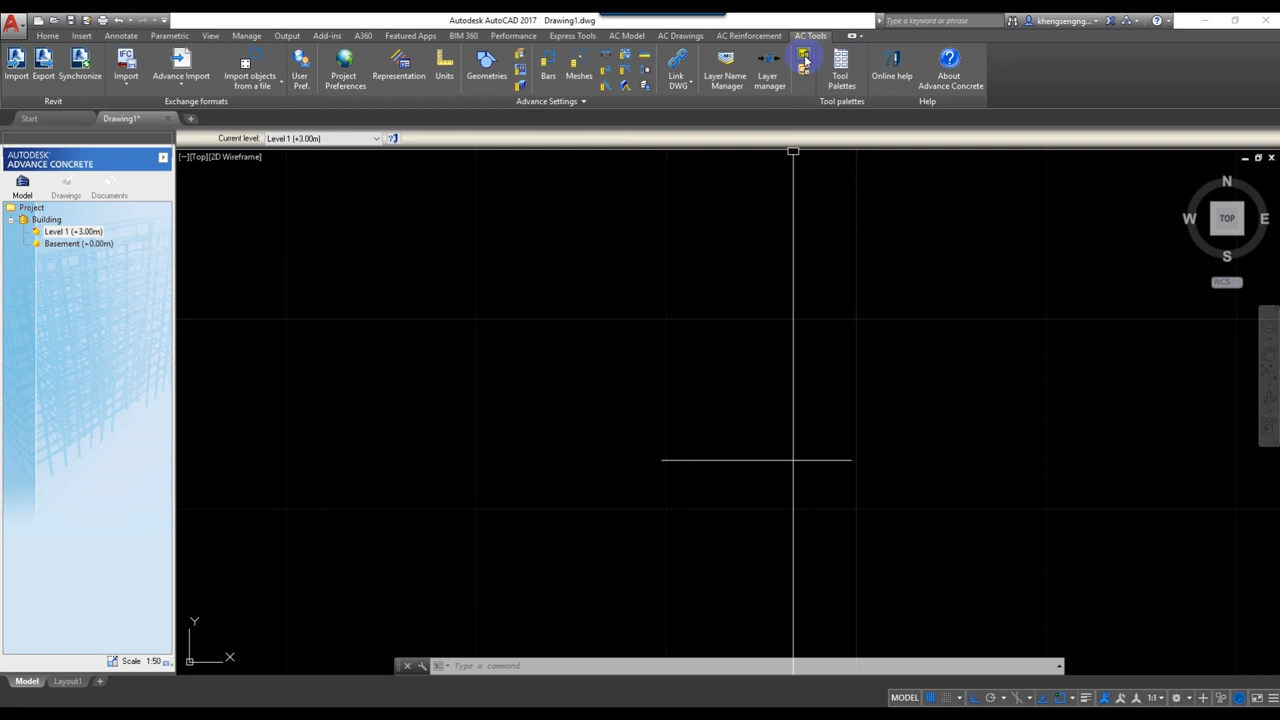 Autodesk AutoCAD 2017 Drawing1.dwg
Type a keyword or phrase
khengsengng...
Home Insert Annotate Parametric View Manage Output Add-ins A360 Featured Apps BIM 360 Performance Express Tools AC Model AC Drawings AC Reinforcement AC Tools
Import Export Synchronize
Import Advance Import Import objects from a file
User Pref.
Project Preferences
Representation Units Geometries Bars Meshes
Link DWG
Layer Name Manager
Layer manager
Tool Palettes
Online help
About Advance Concrete
Revit Exchange formats Advance Settings Tool palettes Help
Start Drawing1*
Current level: Level 1 (+3.00m)
AUTODESK®
ADVANCE CONCRETE
[−][Top][2D Wireframe]
Model Drawings Documents
Project
Building
Level 1 (+3.00m)
Basement (+0.00m)
N
W TOP E
S
WCS
Y
X
Scale 1:50
Type a command
Model Layout1
MODEL 1:1